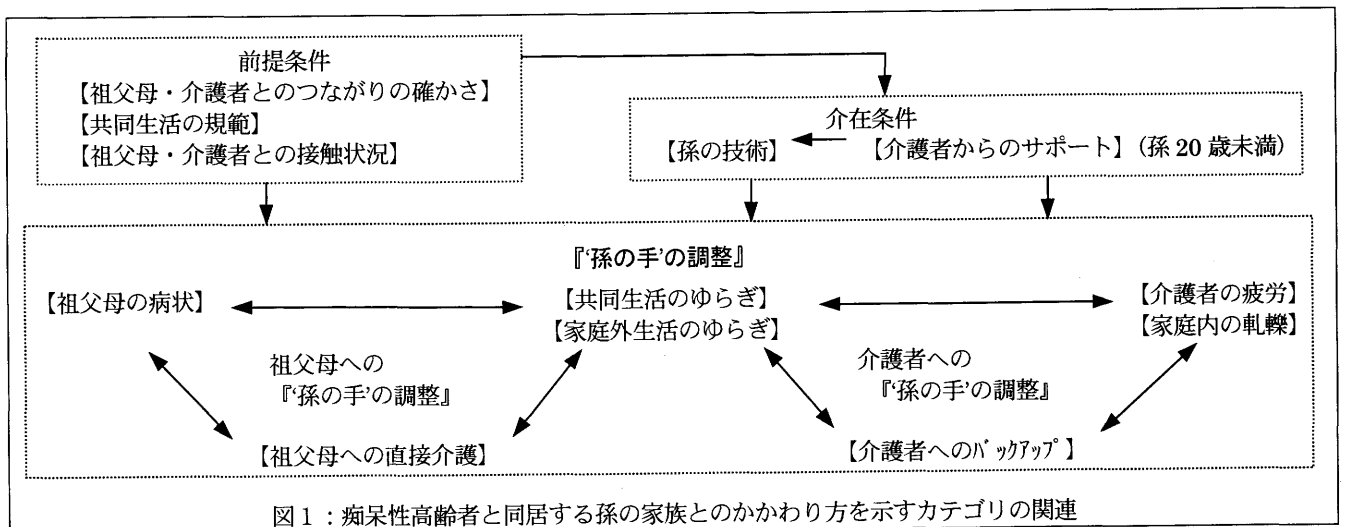 前提条件
【祖父母・介護者とのつながりの確かさ】
【共同生活の規範】
【祖父母・介護者との接触状況】
介在条件
【孫の技術】 【介護者からのサポート】(孫 20 歳未満)
『‘孫の手’の調整』
【祖父母の病状】 【共同生活のゆらぎ】 【介護者の疲労】
【家庭外生活のゆらぎ】 【家庭内の軋轢】
祖父母への 介護者への
『‘孫の手’の調整』 『‘孫の手’の調整』
【祖父母への直接介護】 【介護者へのバックアップ】
図1:痴呆性高齢者と同居する孫の家族とのかかわり方を示すカテゴリの関連